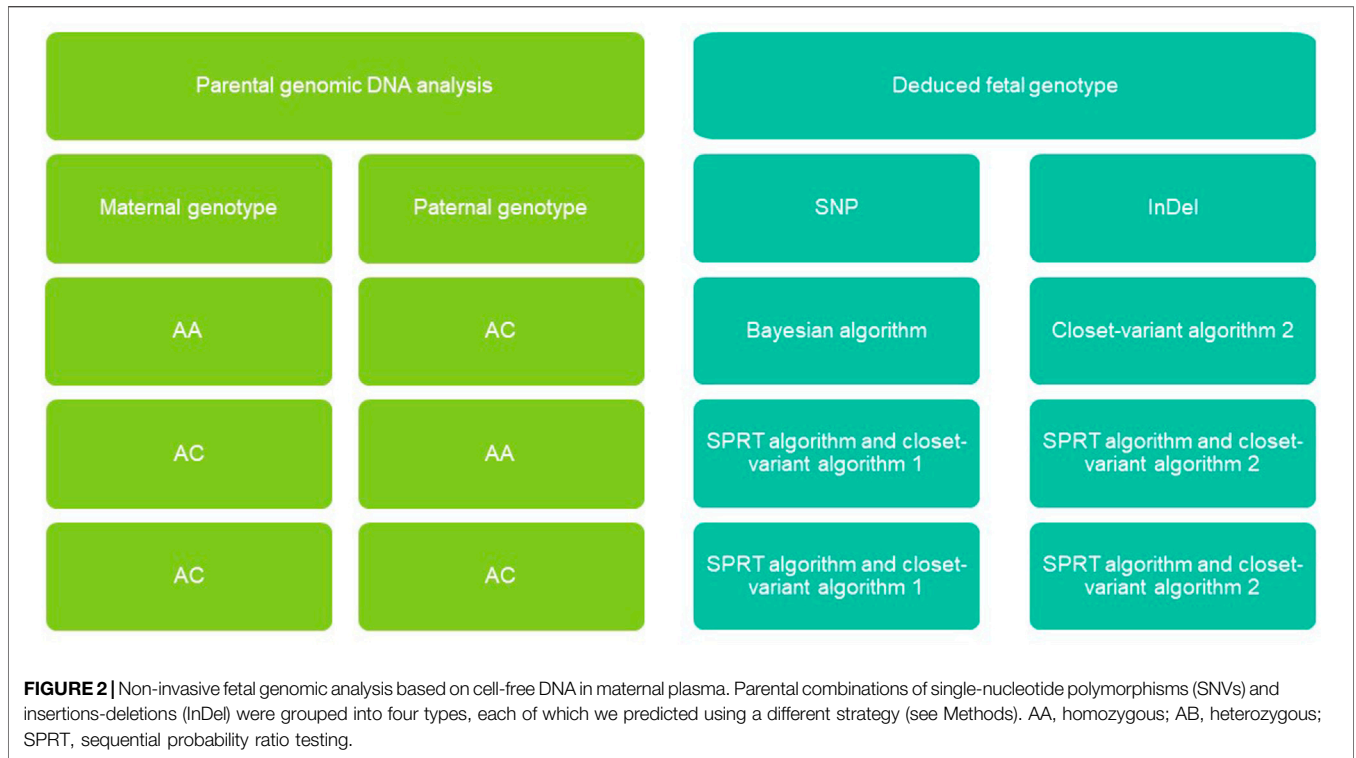 Parental genomic DNA analysis
Deduced fetal genotype
Maternal genotype
Paternal genotype
SNP
InDel
AA
AC
Bayesian algorithm
Closet-variant algorithm 2
AC
AA
SPRT algorithm and closet-
variant algorithm 1
SPRT algorithm and closet-
variant algorithm 2
AC
AC
SPRT algorithm and closet-
variant algorithm 1
SPRT algorithm and closet-
variant algorithm 2
FIGURE 2 | Non-invasive fetal genomic analysis based on cell-free DNA in maternal plasma. Parental combinations of single-nucleotide polymorphisms (SNVs) and
insertions-deletions (InDel) were grouped into four types, each of which we predicted using a different strategy (see Methods). AA, homozygous; AB, heterozygous;
SPRT, sequential probability ratio testing.